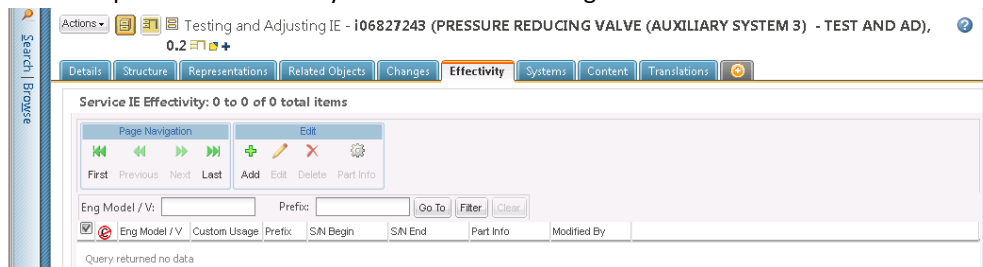 Actions Testing and Adjusting IE - i06827243 (PRESSURE REDUCING VALVE (AUXILIARY SYSTEM 3) - TEST AND AD),
0.2
Search | Browse
Details Structure Representations Related Objects Changes Effectivity Systems Content Translations
Service IE Effectivity: 0 to 0 of 0 total items
Page Navigation Edit
First Previous Next Last Add Edit Delete Part Info
Eng Model / V: Prefix: Go To Filter Clear
Eng Model / V Custom Usage Prefix S/N Begin S/N End Part Info Modified By
Query returned no data